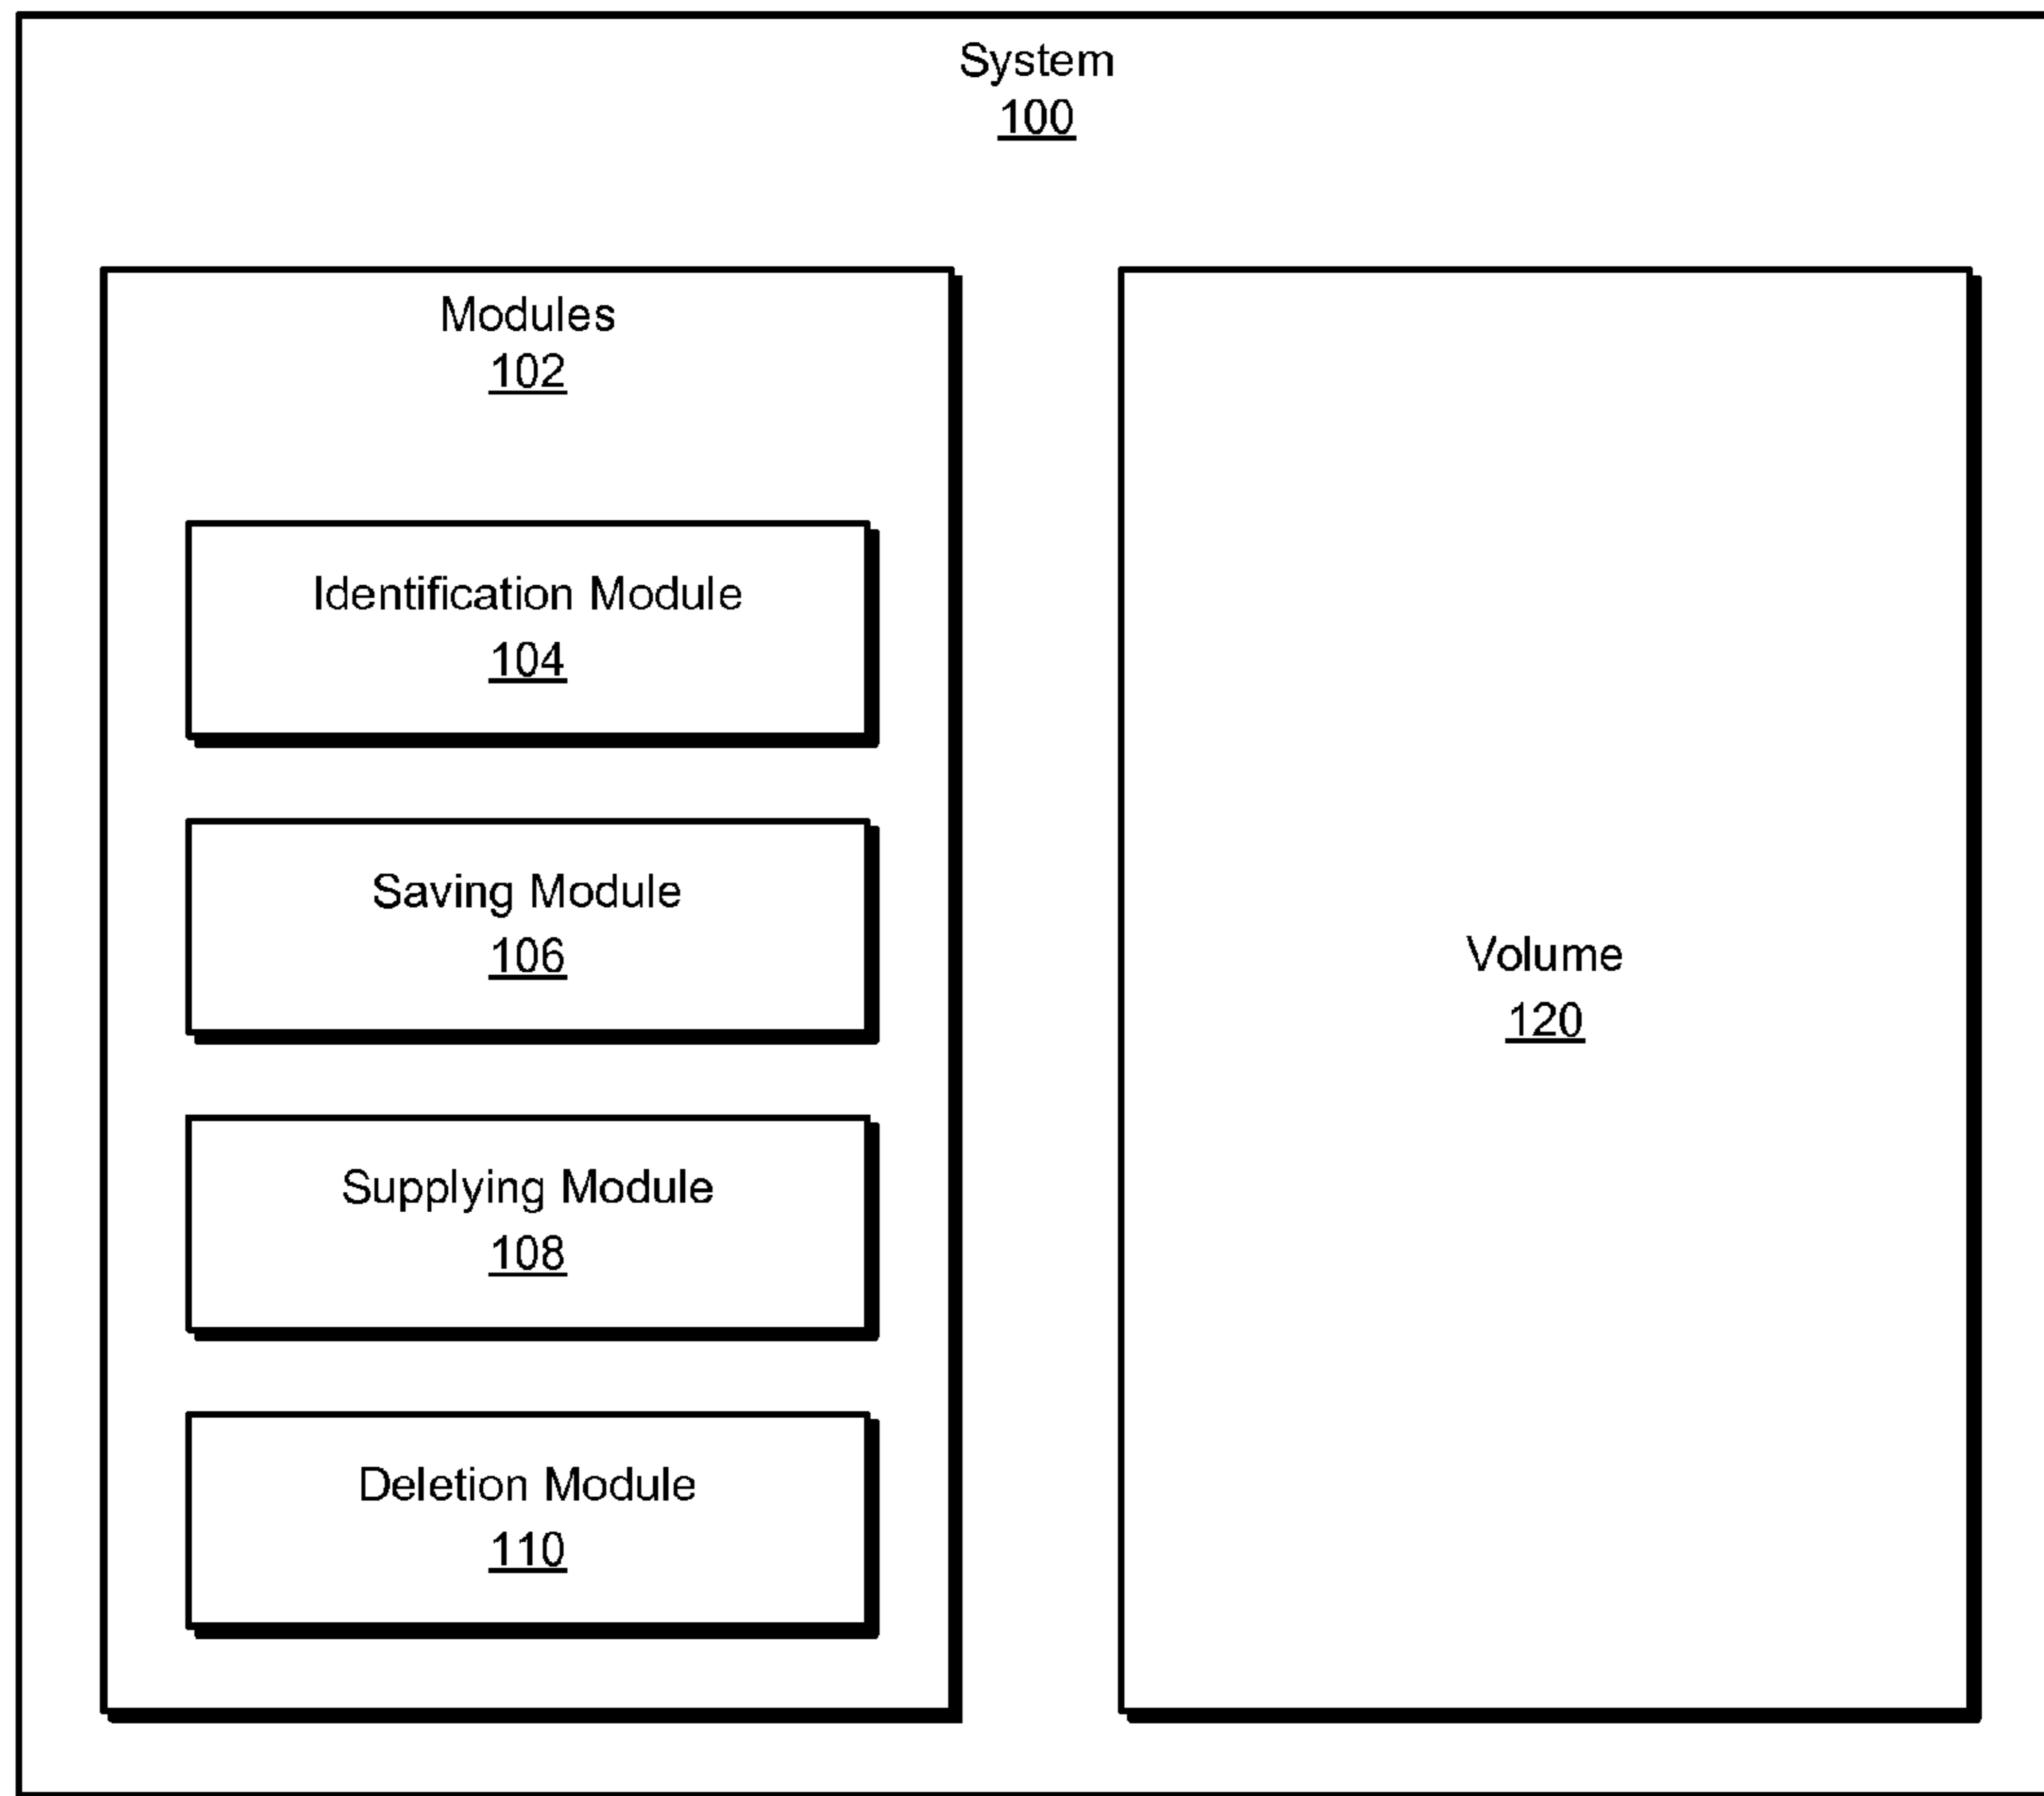 System
100
Modules
102
Identification Module
104
Saving Module
106
Supplying Module
108
Deletion Module
110
Volume
120